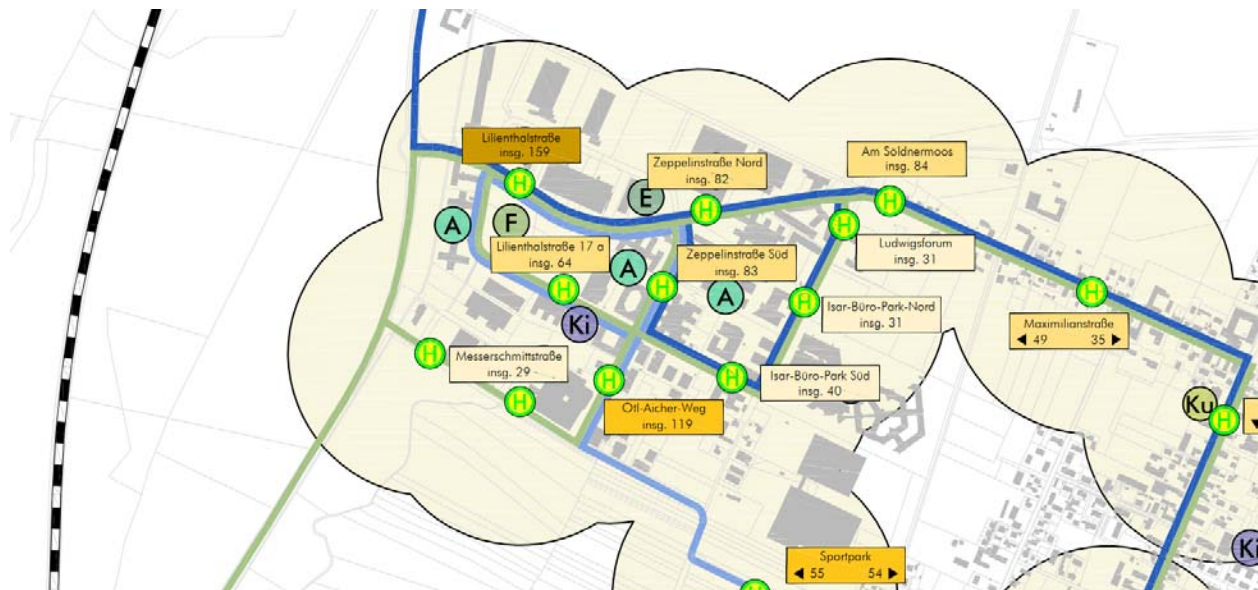 Lilienthalstraße
insg. 159
H
Zeppelinstraße Nord
insg. 82
H
Am Söldnermoos
insg. 84
H
E
A
F
Lilienthalstraße 17 a
insg. 64
H
A
Zeppelinstraße Süd
insg. 83
H
A
H
Ludwigsforum
insg. 31
H
Isar-Büro-Park-Nord
insg. 31
H
Maximilianstraße
◄ 49 35 ►
Ki
H
Messerschmittstraße
insg. 29
H
H
Otl-Aicher-Weg
insg. 119
H
Isar-Büro-Park Süd
insg. 40
Ku
H
Ki
Sportpark
◄ 55 54 ►
H